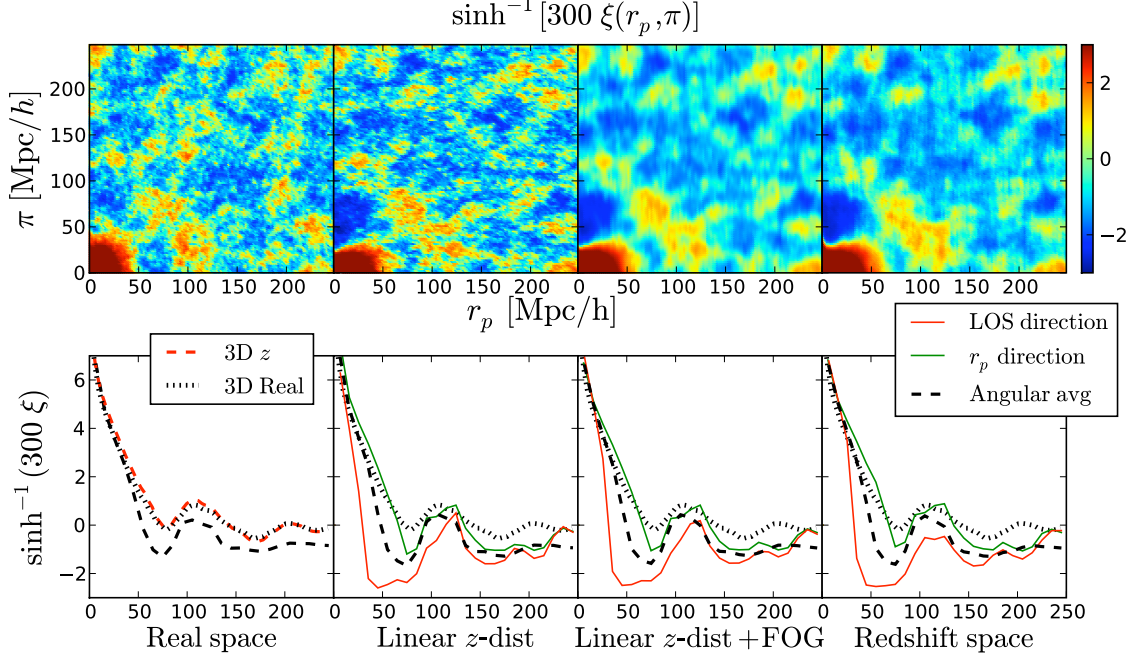 sinh⁻¹ [300 ξ(r_p,π)]
π [Mpc/h]
200
150
100
50
0
0 50 100 150 200
0 50 100 150 200
0 50 100 150 200
0 50 100 150 200
2
0
−2
r_p [Mpc/h]
3D z
3D Real
LOS direction
r_p direction
Angular avg
sinh⁻¹(300 ξ)
6
4
2
0
−2
0 50 100 150 200
0 50 100 150 200
0 50 100 150 200
0 50 100 150 200 250
Real space
Linear z-dist
Linear z-dist+FOG
Redshift space